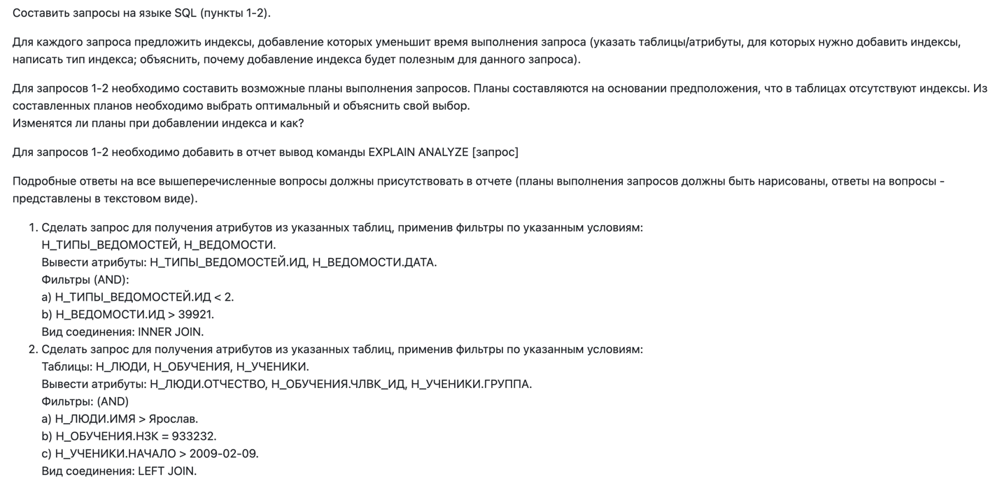 Составить запросы на языке SQL (пункты 1-2).
Для каждого запроса предложить индексы, добавление которых уменьшит время выполнения запроса (указать таблицы/атрибуты, для которых нужно добавить индексы,
написать тип индекса; объяснить, почему добавление индекса будет полезным для данного запроса).
Для запросов 1-2 необходимо составить возможные планы выполнения запросов. Планы составляются на основании предположения, что в таблицах отсутствуют индексы. Из
составленных планов необходимо выбрать оптимальный и объяснить свой выбор.
Изменятся ли планы при добавлении индекса и как?
Для запросов 1-2 необходимо добавить в отчет вывод команды EXPLAIN ANALYZE [запрос]
Подробные ответы на все вышеперечисленные вопросы должны присутствовать в отчете (планы выполнения запросов должны быть нарисованы, ответы на вопросы -
представлены в текстовом виде).
1. Сделать запрос для получения атрибутов из указанных таблиц, применив фильтры по указанным условиям:
Н_ТИПЫ_ВЕДОМОСТЕЙ, Н_ВЕДОМОСТИ.
Вывести атрибуты: Н_ТИПЫ_ВЕДОМОСТЕЙ.ИД, Н_ВЕДОМОСТИ.ДАТА.
Фильтры (AND):
a) Н_ТИПЫ_ВЕДОМОСТЕЙ.ИД < 2.
b) Н_ВЕДОМОСТИ.ИД > 39921.
Вид соединения: INNER JOIN.
2. Сделать запрос для получения атрибутов из указанных таблиц, применив фильтры по указанным условиям:
Таблицы: Н_ЛЮДИ, Н_ОБУЧЕНИЯ, Н_УЧЕНИКИ.
Вывести атрибуты: Н_ЛЮДИ.ОТЧЕСТВО, Н_ОБУЧЕНИЯ.ЧЛВК_ИД, Н_УЧЕНИКИ.ГРУППА.
Фильтры: (AND)
a) Н_ЛЮДИ.ИМЯ > Ярослав.
b) Н_ОБУЧЕНИЯ.НЗК = 933232.
c) Н_УЧЕНИКИ.НАЧАЛО > 2009-02-09.
Вид соединения: LEFT JOIN.